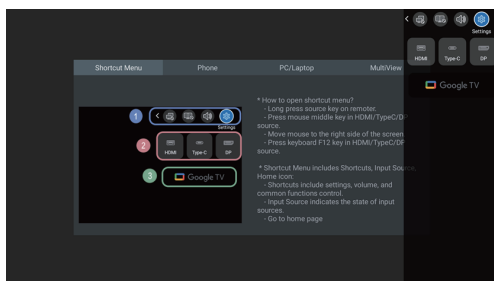 Settings
HDMI
Type-C
DP
Google TV
Shortcut Menu
Phone
PC/Laptop
MultiView
1
Settings
2
HDMI
Type-C
DP
3
Google TV
* How to open shortcut menu?
- Long press source key on remoter.
- Press mouse middle key in HDMI/TypeC/DP
source.
- Move mouse to the right side of the screen
- Press keyboard F12 key in HDMI/TypeC/DP
source.
* Shortcut Menu includes Shortcuts, Input Source,
Home icon:
- Shortcuts include settings, volume, and
common functions control.
- Input Source indicates the state of input
sources.
- Go to home page